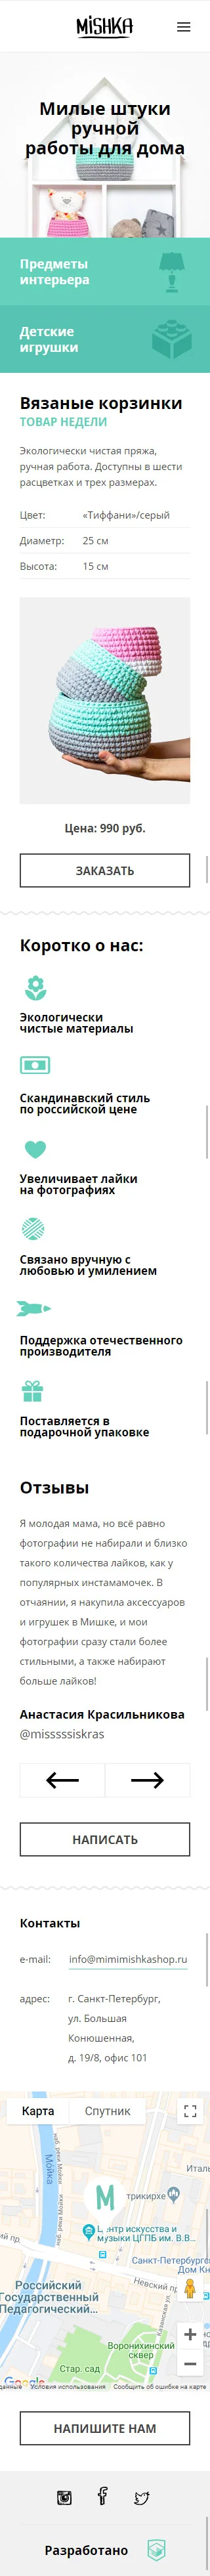 MiSHKA
Милые штуки
ручной
работы для дома
Предметы
интерьера
Детские
игрушки
Вязаные корзинки
ТОВАР НЕДЕЛИ
Экологически чистая пряжа,
ручная работа. Доступны в шести
расцветках и трех размерах.
Цвет: «Тиффани»/серый
Диаметр: 25 см
Высота: 15 см
Цена: 990 руб.
ЗАКАЗАТЬ
Коротко о нас:
Экологически
чистые материалы
Скандинавский стиль
по российской цене
Увеличивает лайки
на фотографиях
Связано вручную с
любовью и умилением
Поддержка отечественного
производителя
Поставляется в
подарочной упаковке
Отзывы
Я молодая мама, но всё равно
фотографии не набирали и близко
такого количества лайков, как у
популярных инстамамочек. В
отчаянии, я накупила аксессуаров
и игрушек в Мишке, и мои
фотографии сразу стали более
стильными, а также набирают
больше лайков!
Анастасия Красильникова
@misssssiskras
НАПИСАТЬ
Контакты
e-mail: info@mimimishkashop.ru
адрес: г. Санкт-Петербург,
ул. Большая
Конюшенная,
д. 19/8, офис 101
Карта Спутник
наб. реки Мойки
Мойка
наб. реки Мойки
М
трикирхе
Италь
Центр искусства и
музыки ЦГПБ им. В.В...
Санкт-Петербург
Дом Кн
Невский пр.
Казанская ул.
й пр.
Российский
Государственный
Педагогический...
Воронихинский
сквер
Стар. сад
Google
данные Условия использования Сообщить об ошибке на карте
НАПИШИТЕ НАМ
Разработано